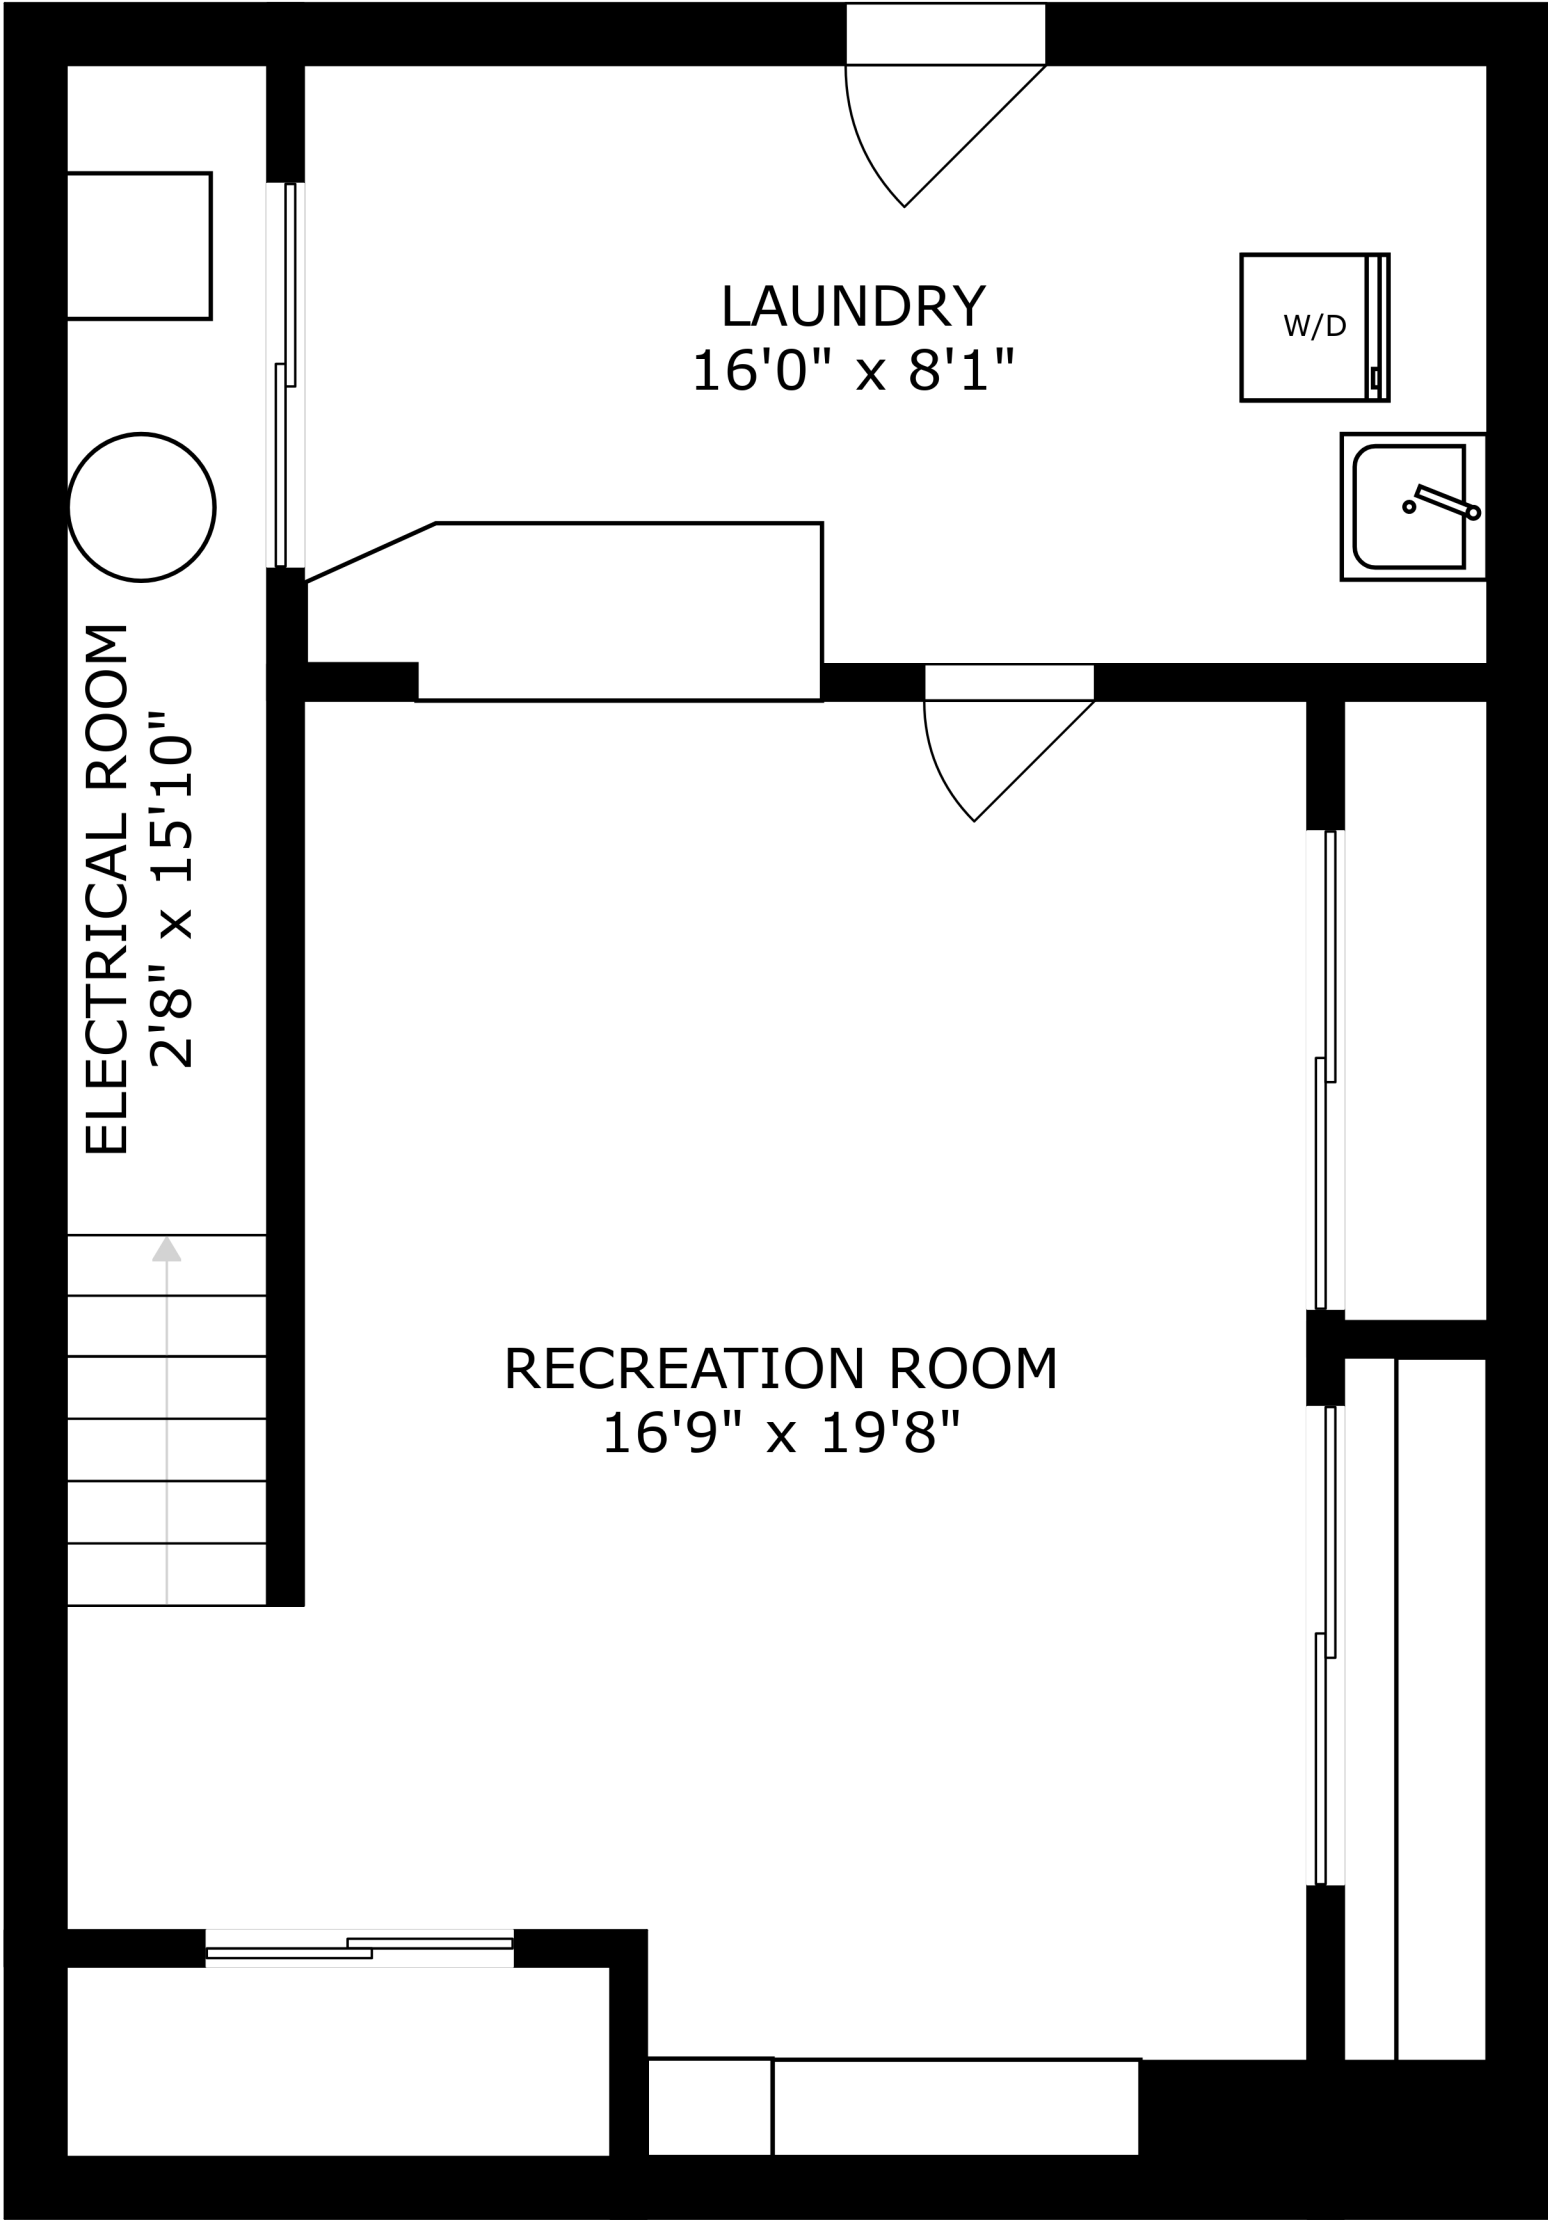 LAUNDRY
16'0" x 8'1"
W/D
ELECTRICAL ROOM
2'8" x 15'10"
RECREATION ROOM
16'9" x 19'8"